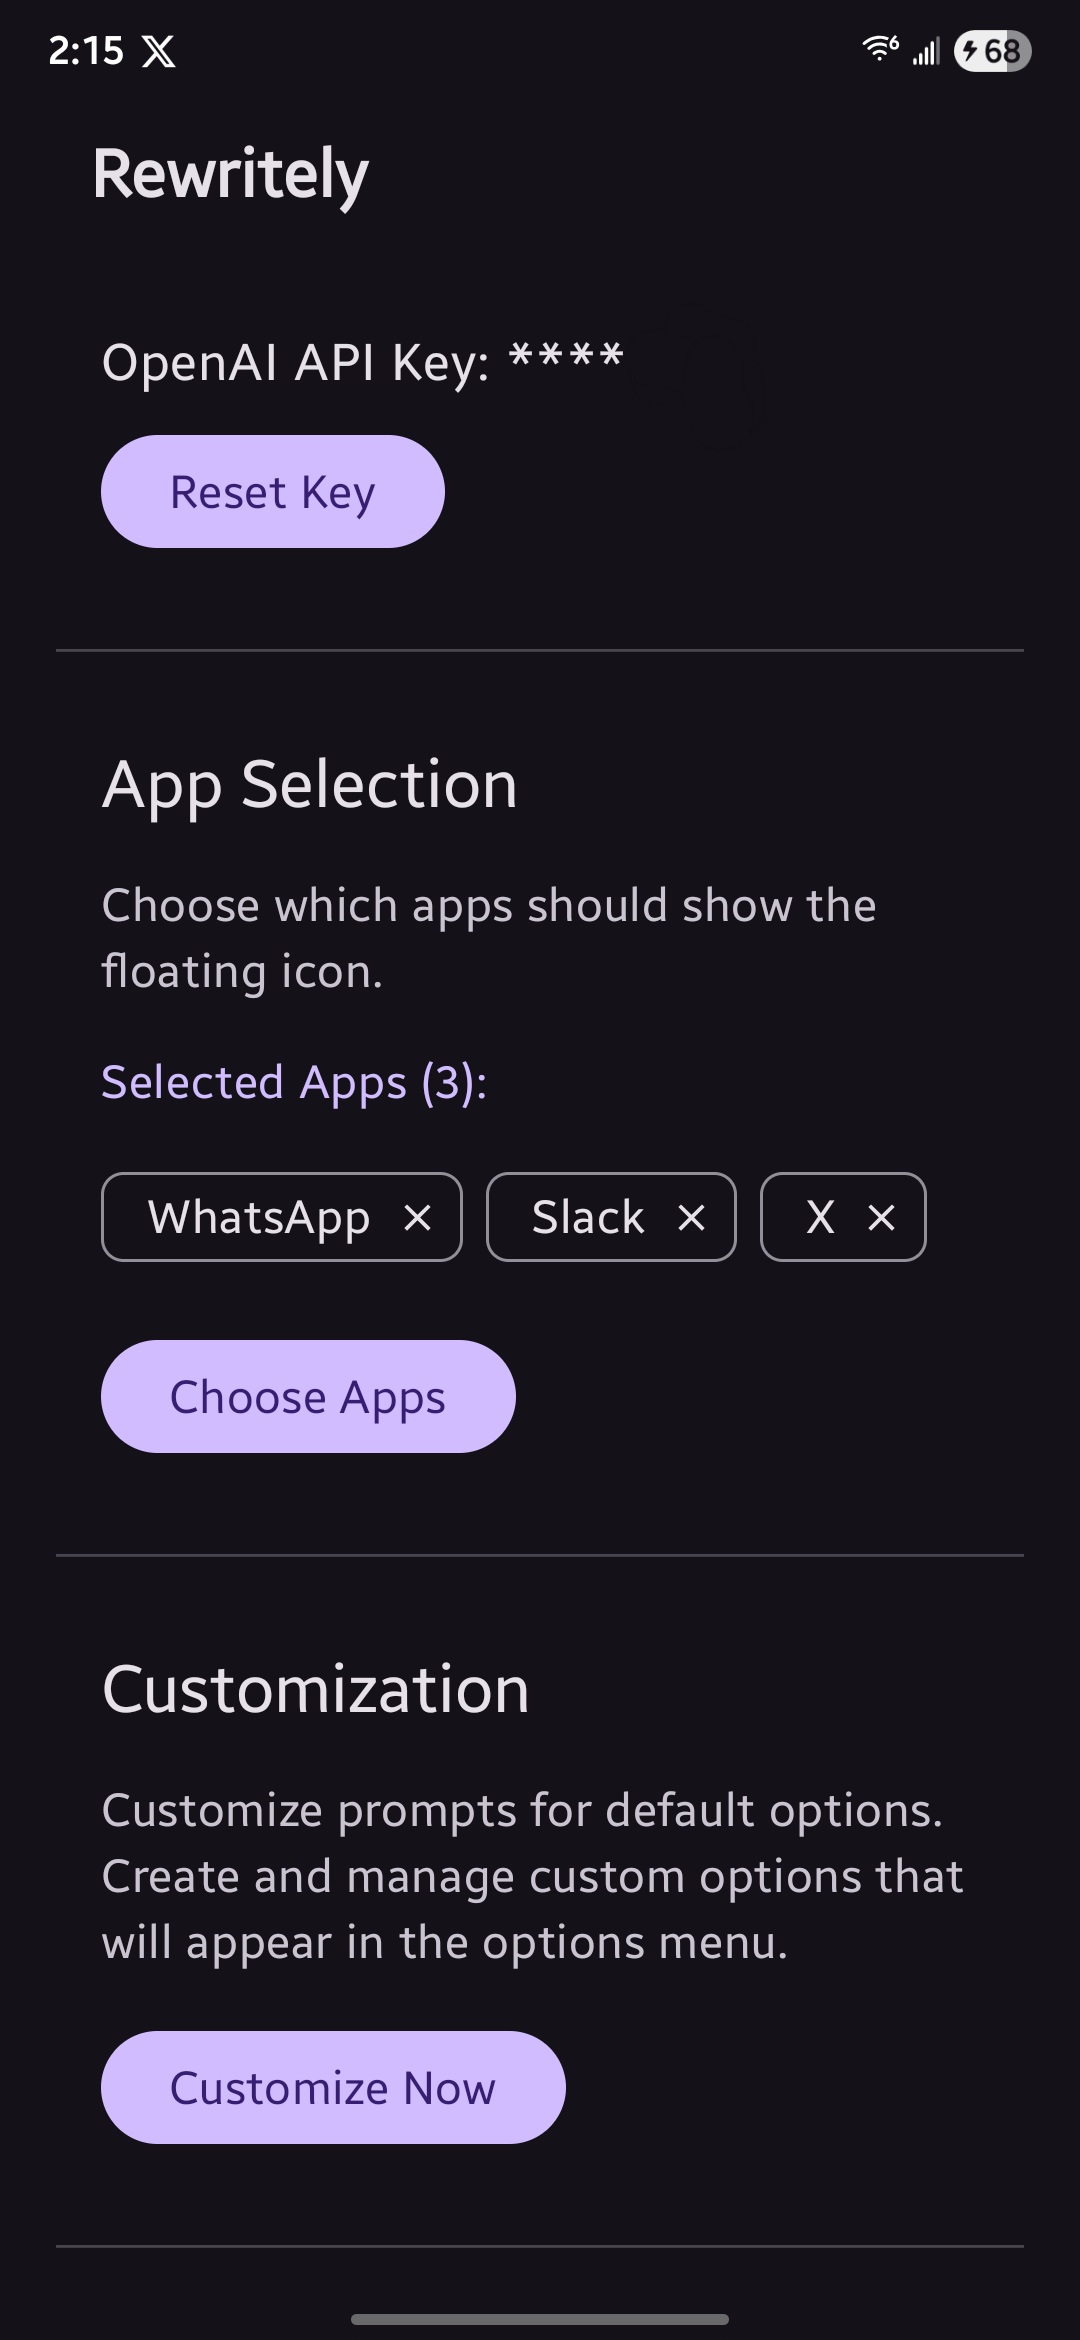 2:15 X 6 68
Rewritely
OpenAI API Key: ****
Reset Key
App Selection
Choose which apps should show the
floating icon.
Selected Apps (3):
WhatsApp × Slack × X ×
Choose Apps
Customization
Customize prompts for default options.
Create and manage custom options that
will appear in the options menu.
Customize Now